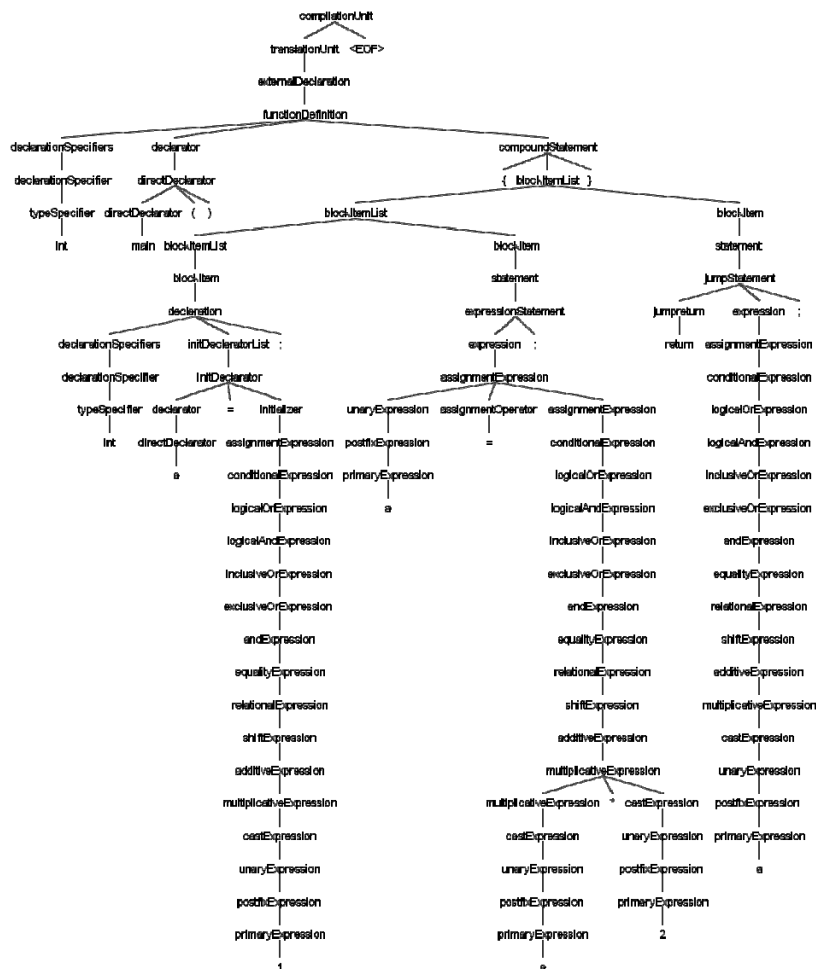 compilationUnit
translationUnit <EOF>
externalDeclaration
functionDefinition
declarationSpecifiers declarator compoundStatement
declarationSpecifier directDeclarator { blockItemList }
typeSpecifier directDeclarator ( ) blockItemList blockItem
int main blockItemList blockItem statement
blockItem statement jumpStatement
declaration expressionStatement jumpreturn expression ;
declarationSpecifiers initDeclaratorList ; expression ; return assignmentExpression
declarationSpecifier initDeclarator assignmentExpression conditionalExpression
typeSpecifier declarator = initializer unaryExpression assignmentOperator assignmentExpression logicalOrExpression
int directDeclarator assignmentExpression postfixExpression = conditionalExpression logicalAndExpression
a conditionalExpression primaryExpression logicalOrExpression inclusiveOrExpression
logicalOrExpression a logicalAndExpression exclusiveOrExpression
logicalAndExpression inclusiveOrExpression andExpression
inclusiveOrExpression exclusiveOrExpression equalityExpression
exclusiveOrExpression andExpression relationalExpression
andExpression equalityExpression shiftExpression
equalityExpression relationalExpression additiveExpression
relationalExpression shiftExpression multiplicativeExpression
shiftExpression additiveExpression castExpression
additiveExpression multiplicativeExpression unaryExpression
multiplicativeExpression multiplicativeExpression * castExpression postfixExpression
castExpression castExpression unaryExpression primaryExpression
unaryExpression unaryExpression postfixExpression a
postfixExpression postfixExpression primaryExpression
primaryExpression primaryExpression 2
1 a